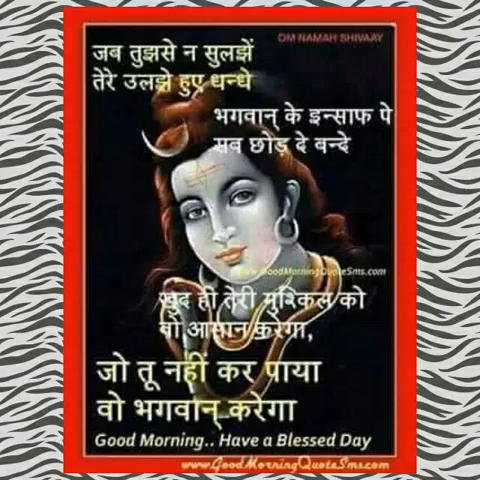 OM NAMAH SHIVAAY
जब तुझसे न सुलझें
तेरे उलझे हुए धन्धे
भगवान् के इन्साफ पे
सब छोड़ दे बन्दे
www.GoodMorningQuoteSms.com
खुद ही तेरी मुश्किल को
वो आसान करेगा,
जो तू नहीं कर पाया
वो भगवान् करेगा
Good Morning.. Have a Blessed Day
www.GoodMorningQuoteSms.com